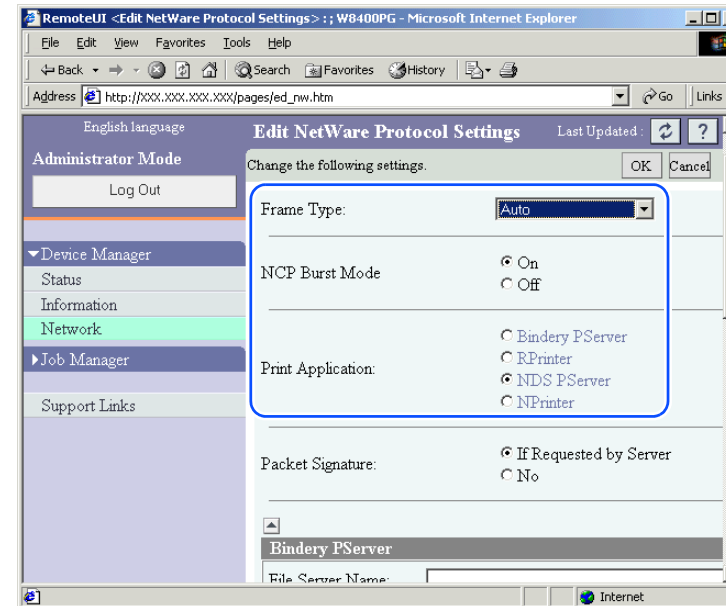 RemoteUI <Edit NetWare Protocol Settings> : ; W8400PG - Microsoft Internet Explorer
File Edit View Favorites Tools Help
Back Search Favorites History
Address http://XXX.XXX.XXX.XXX/pages/ed_nw.htm Go Links
English language
Administrator Mode
Log Out
Device Manager
Status
Information
Network
Job Manager
Support Links
Edit NetWare Protocol Settings Last Updated : ?
Change the following settings. OK Cancel
Frame Type: Auto
NCP Burst Mode
On
Off
Print Application:
Bindery PServer
RPrinter
NDS PServer
NPrinter
Packet Signature:
If Requested by Server
No
Bindery PServer
File Server Name:
Internet